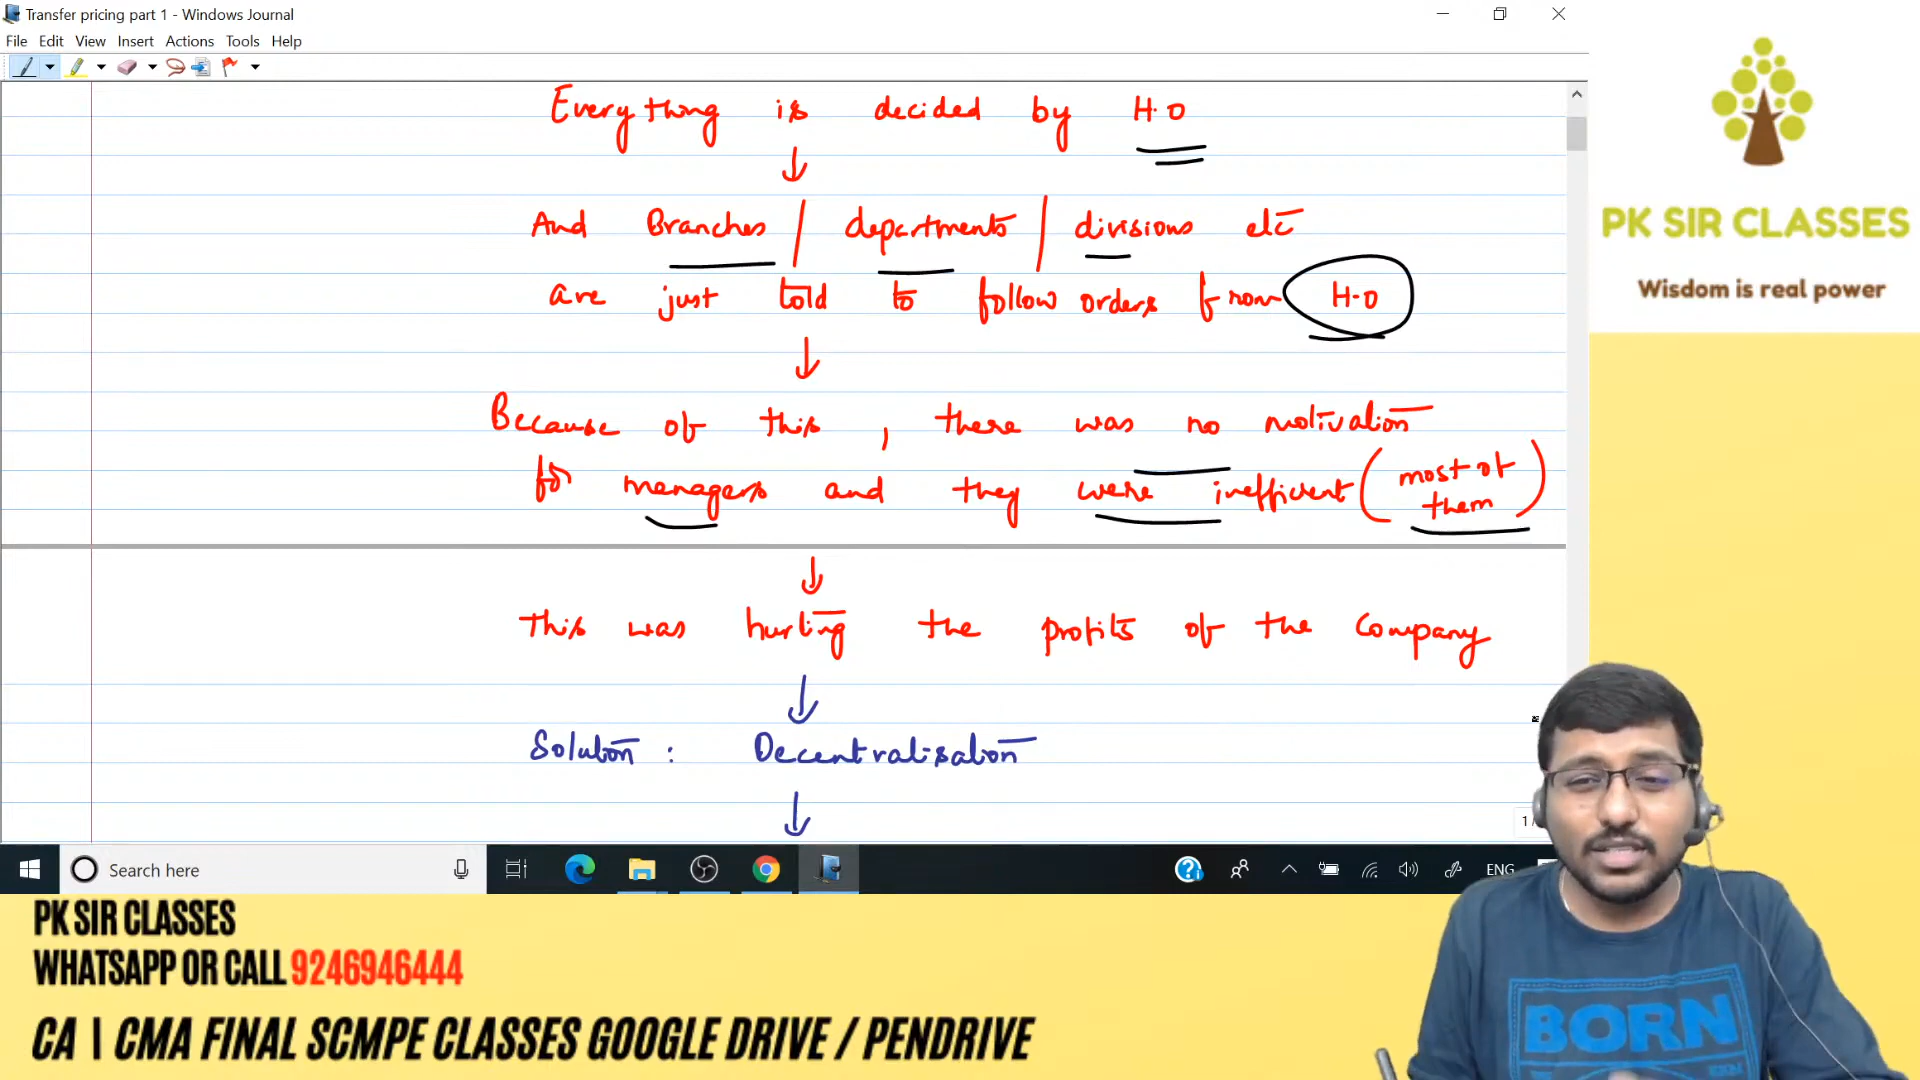 Transfer pricing part 1 - Windows Journal
File Edit View Insert Actions Tools Help
Everything is decided by H.O
And Branches / departments / divisions etc
are just told to follow orders from H.O
Because of this, there was no motivation
for managers and they were inefficient (most of
them)
This was hurting the profits of the company
Solution : Decentralisation
1 /
Search here
ENG
PK SIR CLASSES
Wisdom is real power
PK SIR CLASSES
WHATSAPP OR CALL 9246946444
CA \ CMA FINAL SCMPE CLASSES GOOGLE DRIVE / PENDRIVE
BORN